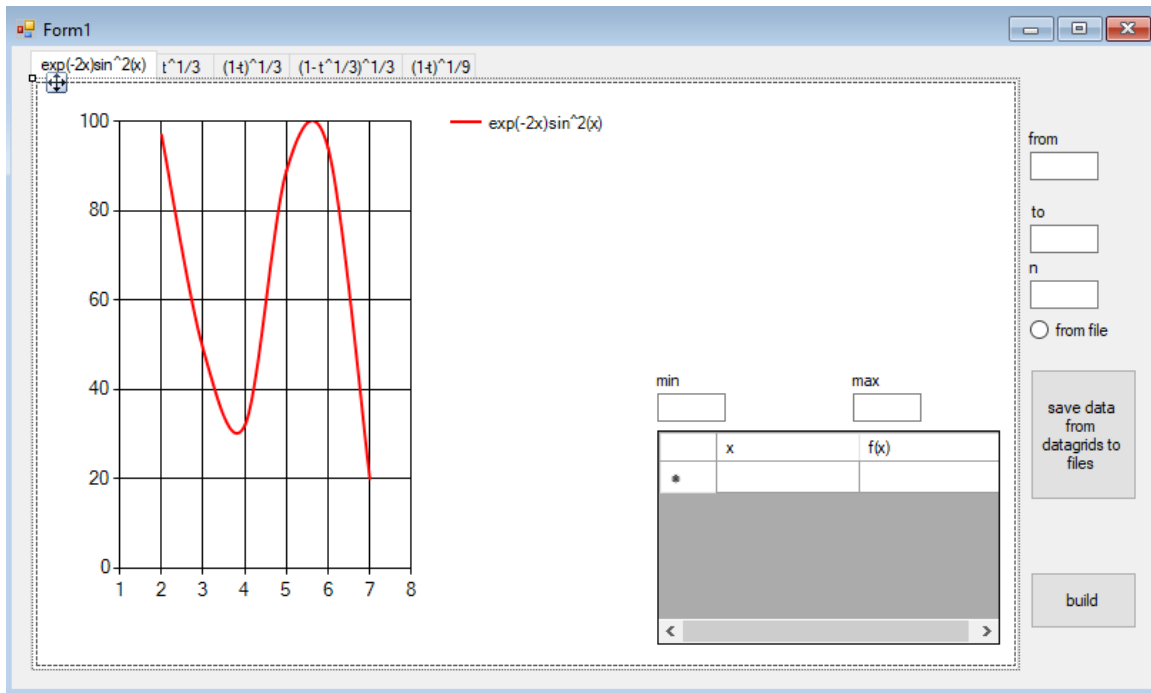 Form1
exp(-2x)sin^2(x) t^1/3 (1-t)^1/3 (1-t^1/3)^1/3 (1-t)^1/9
100
80
60
40
20
0
1 2 3 4 5 6 7 8
exp(-2x)sin^2(x)
min max
x f(x)
from
to
n
from file
save data
from
datagrids to
files
build